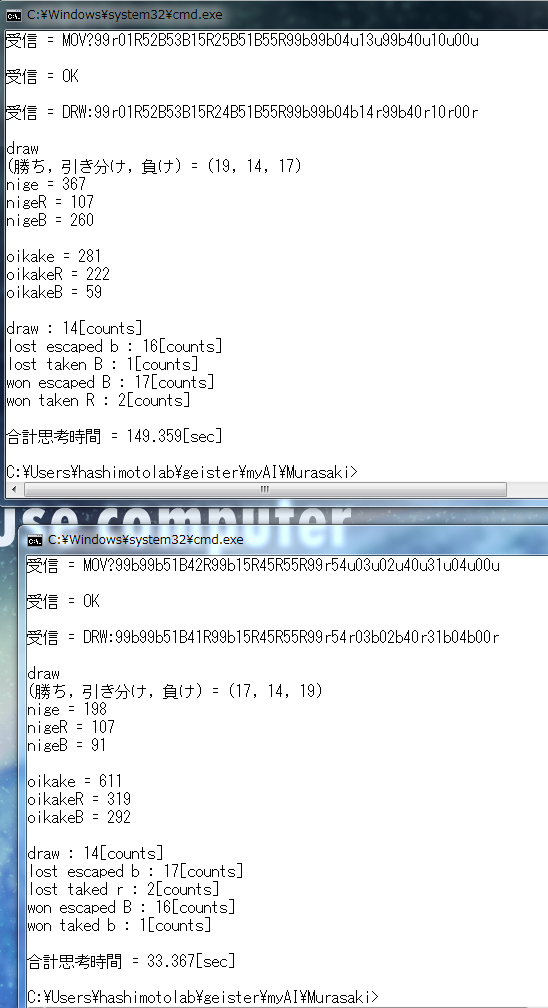 C:¥Windows¥system32¥cmd.exe
受信 = MOV?99r01R52B53B15R25B51B55R99b99b04u13u99b40u10u00u
受信 = OK
受信 = DRW:99r01R52B53B15R24B51B55R99b99b04b14r99b40r10r00r
draw
(勝ち, 引き分け, 負け) = (19, 14, 17)
nige = 367
nigeR = 107
nigeB = 260
oikake = 281
oikakeR = 222
oikakeB = 59
draw : 14[counts]
lost escaped b : 16[counts]
lost taken B : 1[counts]
won escaped B : 17[counts]
won taken R : 2[counts]
合計思考時間 = 149.359[sec]
C:¥Users¥hashimotolab¥geister¥myAI¥Murasaki>
use computer
C:¥Windows¥system32¥cmd.exe
受信 = MOV?99b99b51B42R99b15R45R55R99r54u03u02u40u31u04u00u
受信 = OK
受信 = DRW:99b99b51B41R99b15R45R55R99r54r03b02b40r31b04b00r
draw
(勝ち, 引き分け, 負け) = (17, 14, 19)
nige = 198
nigeR = 107
nigeB = 91
oikake = 611
oikakeR = 319
oikakeB = 292
draw : 14[counts]
lost escaped b : 17[counts]
lost taked r : 2[counts]
won escaped B : 16[counts]
won taked b : 1[counts]
合計思考時間 = 33.367[sec]
C:¥Users¥hashimotolab¥geister¥myAI¥Murasaki>